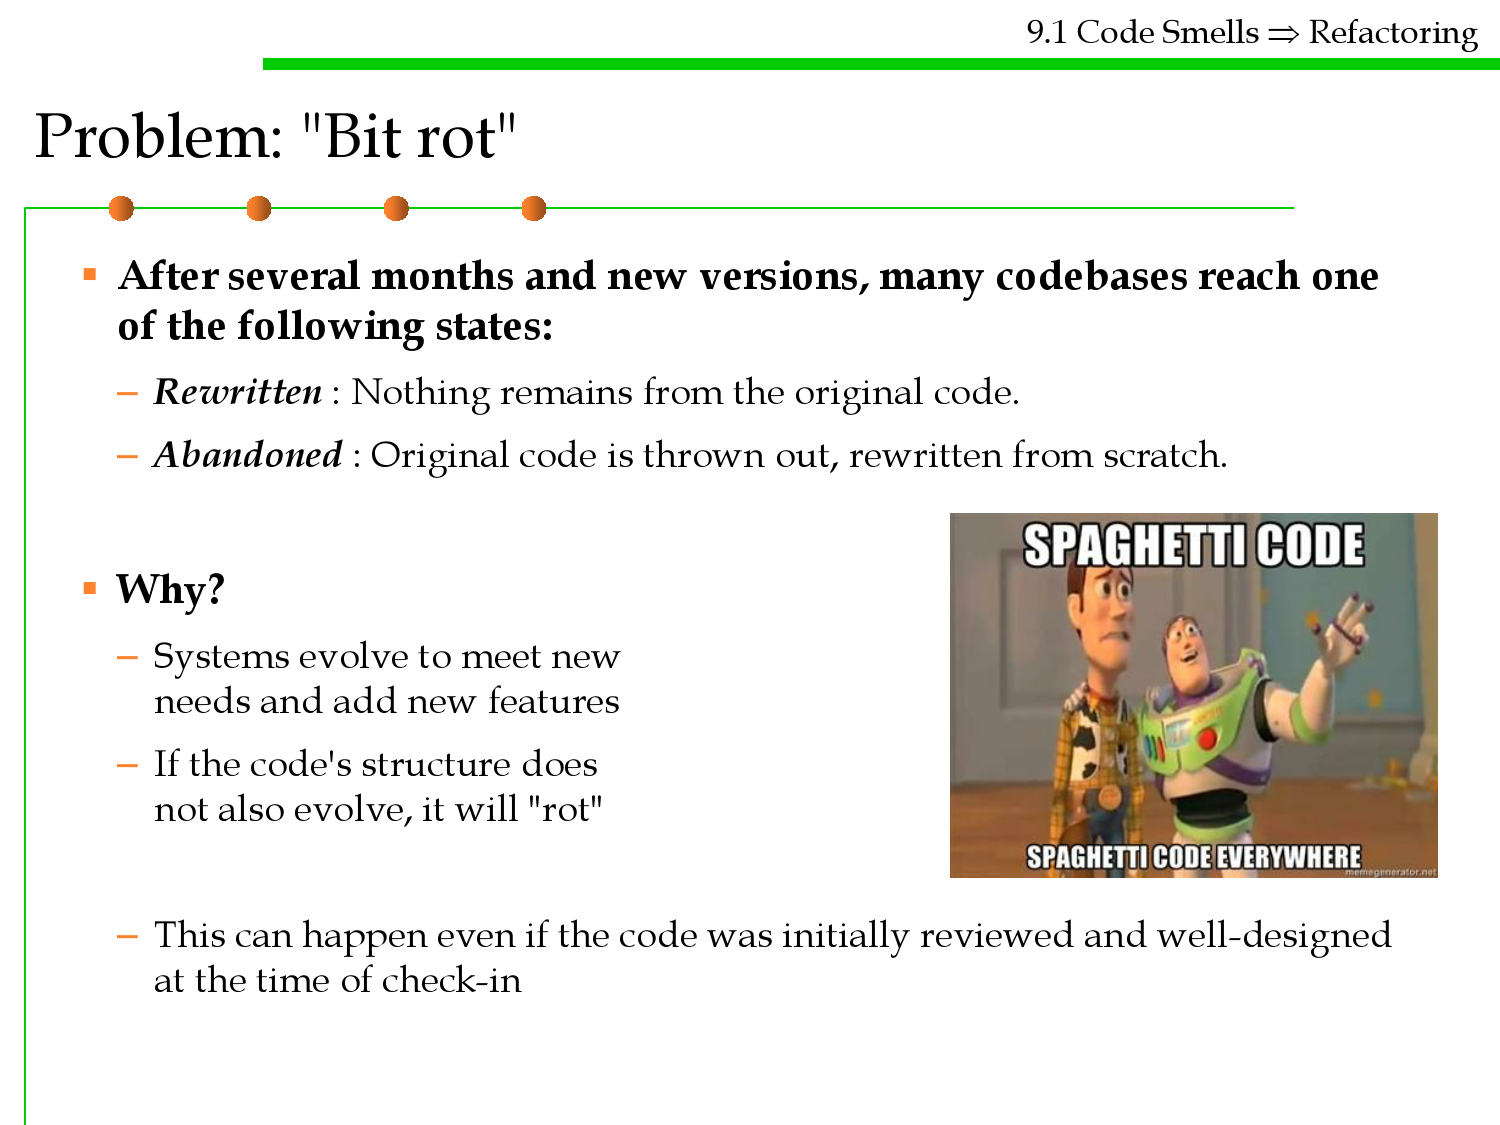 9.1 Code Smells ⇒ Refactoring
Problem: "Bit rot"
After several months and new versions, many codebases reach one
of the following states:
– Rewritten : Nothing remains from the original code.
– Abandoned : Original code is thrown out, rewritten from scratch.
Why?
– Systems evolve to meet new
needs and add new features
– If the code's structure does
not also evolve, it will "rot"
SPAGHETTI CODE
SPAGHETTI CODE EVERYWHERE
memegenerator.net
– This can happen even if the code was initially reviewed and well-designed
at the time of check-in